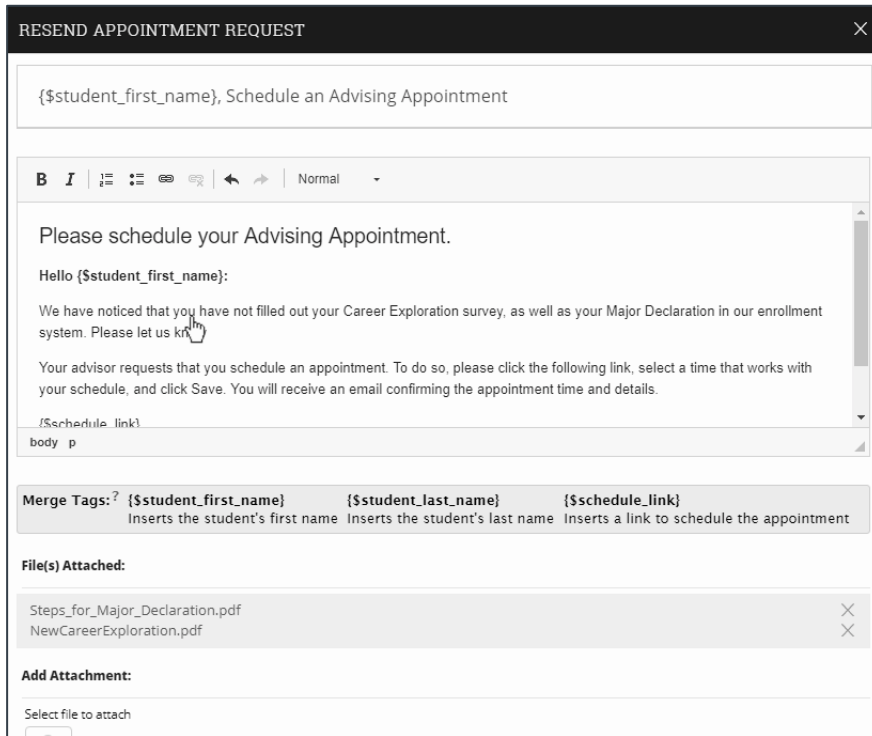 RESEND APPOINTMENT REQUEST
{$student_first_name}, Schedule an Advising Appointment
B I Normal
Please schedule your Advising Appointment.
Hello {$student_first_name}:
We have noticed that you have not filled out your Career Exploration survey, as well as your Major Declaration in our enrollment
system. Please let us
Your advisor requests that you schedule an appointment. To do so, please click the following link, select a time that works with
your schedule, and click Save. You will receive an email confirming the appointment time and details.
{$schedule_link}
body p
Merge Tags:? {$student_first_name} {$student_last_name} {$schedule_link}
Inserts the student's first name Inserts the student's last name Inserts a link to schedule the appointment
File(s) Attached:
Steps_for_Major_Declaration.pdf
NewCareerExploration.pdf
Add Attachment:
Select file to attach